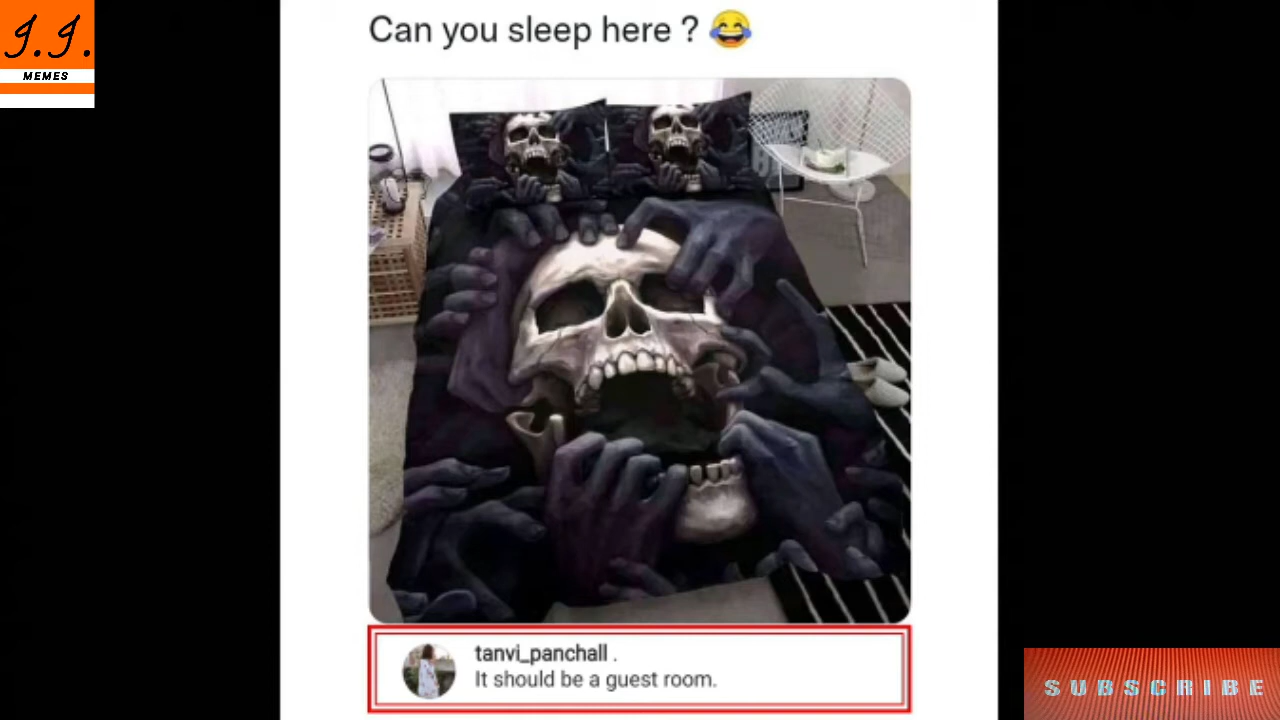 J.J.
MEMES
Can you sleep here ? 😂
tanvi_panchall .
It should be a guest room.
SUBSCRIBE